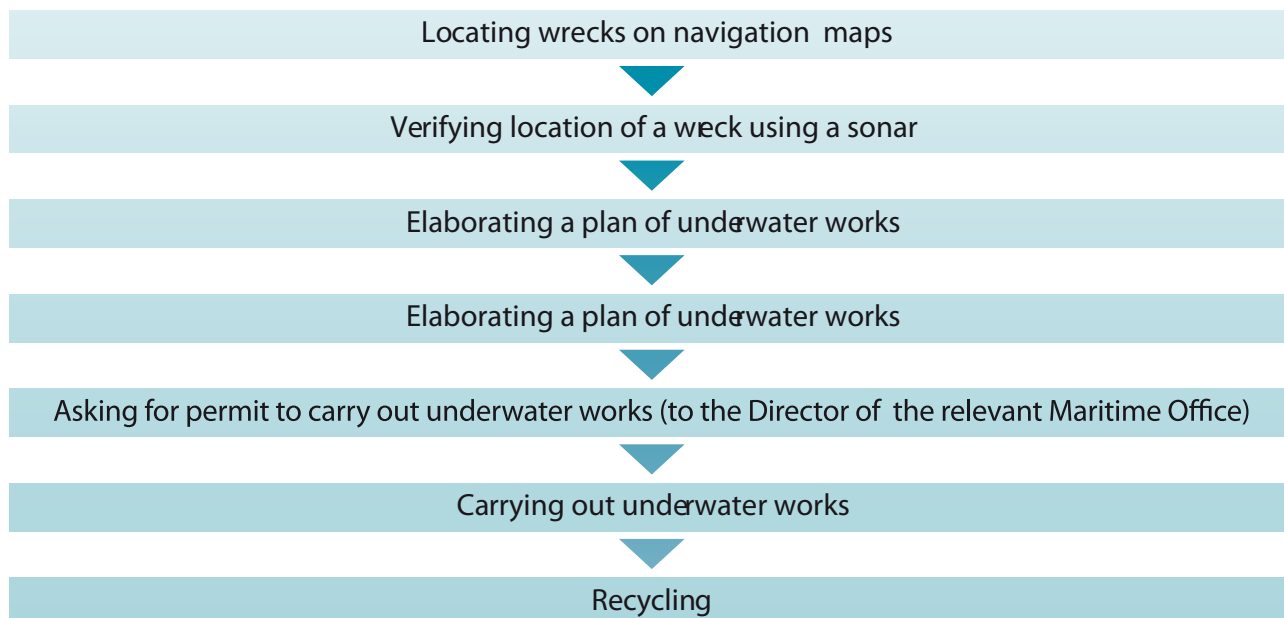 Locating wrecks on navigation maps
Verifying location of a wreck using a sonar
Elaborating a plan of underwater works
Elaborating a plan of underwater works
Asking for permit to carry out underwater works (to the Director of the relevant Maritime Office)
Carrying out underwater works
Recycling